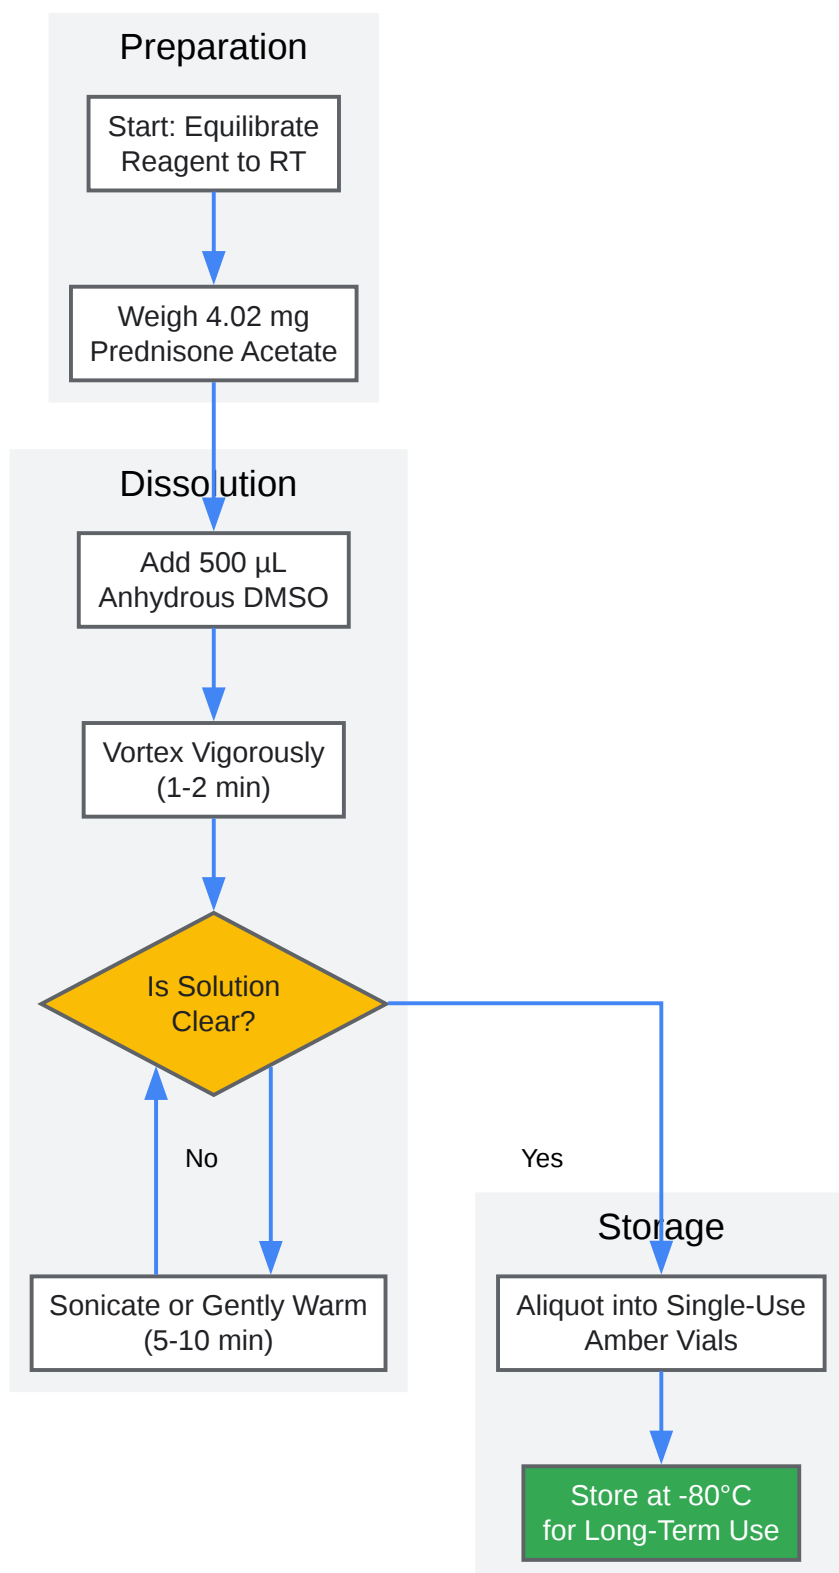 Preparation
Start: Equilibrate
Reagent to RT
Weigh 4.02 mg
Prednisone Acetate
Dissolution
Add 500 µL
Anhydrous DMSO
Vortex Vigorously
(1-2 min)
Is Solution
Clear?
No
Yes
Sonicate or Gently Warm
(5-10 min)
Storage
Aliquot into Single-Use
Amber Vials
Store at -80°C
for Long-Term Use